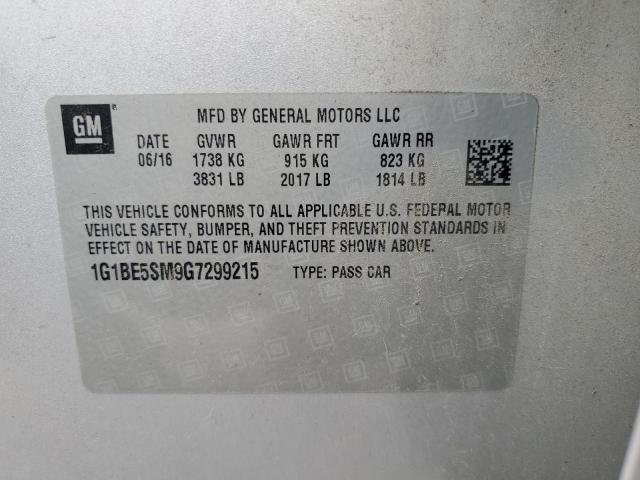 GM® MFD BY GENERAL MOTORS LLC
DATE GVWR GAWR FRT GAWR RR
06/16 1738 KG 915 KG 823 KG
3831 LB 2017 LB 1814 LB
THIS VEHICLE CONFORMS TO ALL APPLICABLE U.S. FEDERAL MOTOR
VEHICLE SAFETY, BUMPER, AND THEFT PREVENTION STANDARDS IN
EFFECT ON THE DATE OF MANUFACTURE SHOWN ABOVE.
1G1BE5SM9G7299215 TYPE: PASS CAR